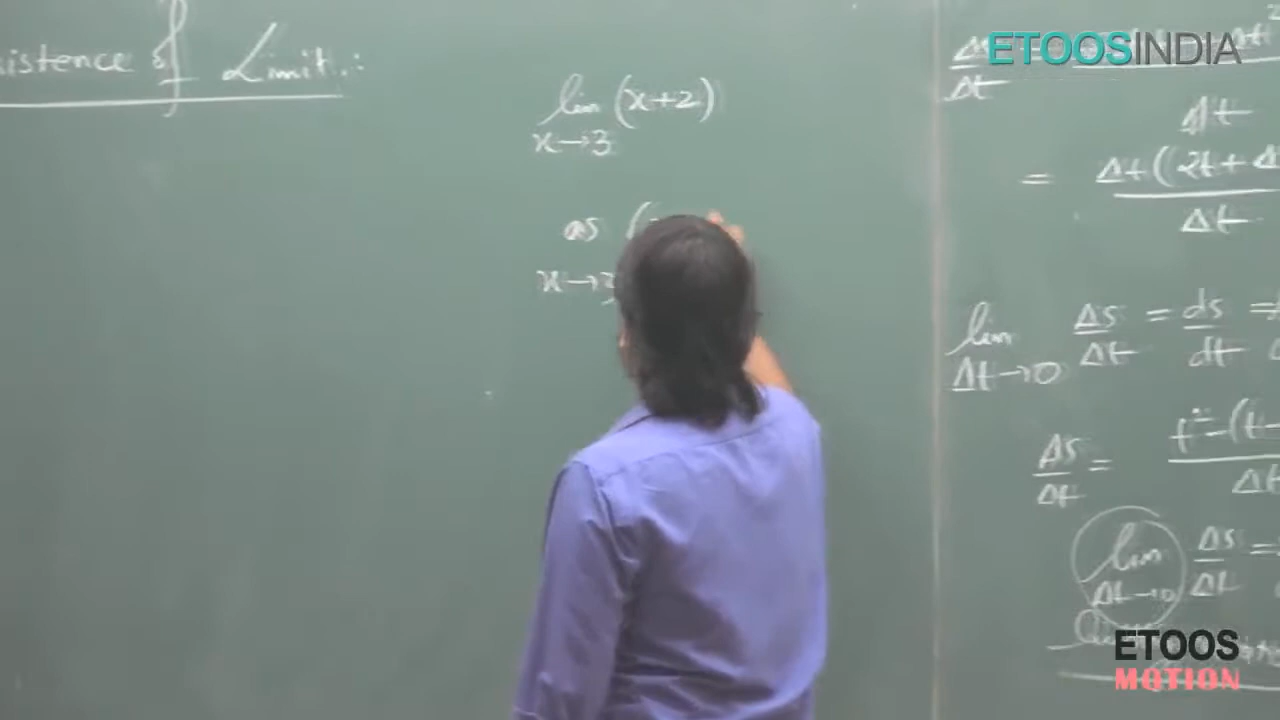 istence of Limit :
lim (x+2)
x→3
as (
x→3
ETOOSINDIA
Δt
Δt
= Δt(2t+Δ
Δt
lim Δs/Δt = ds/dt =
Δt→0
Δs/Δt = t²-(t-
Δt
lim Δs/Δt =
Δt→0
ETOOS
MOTION